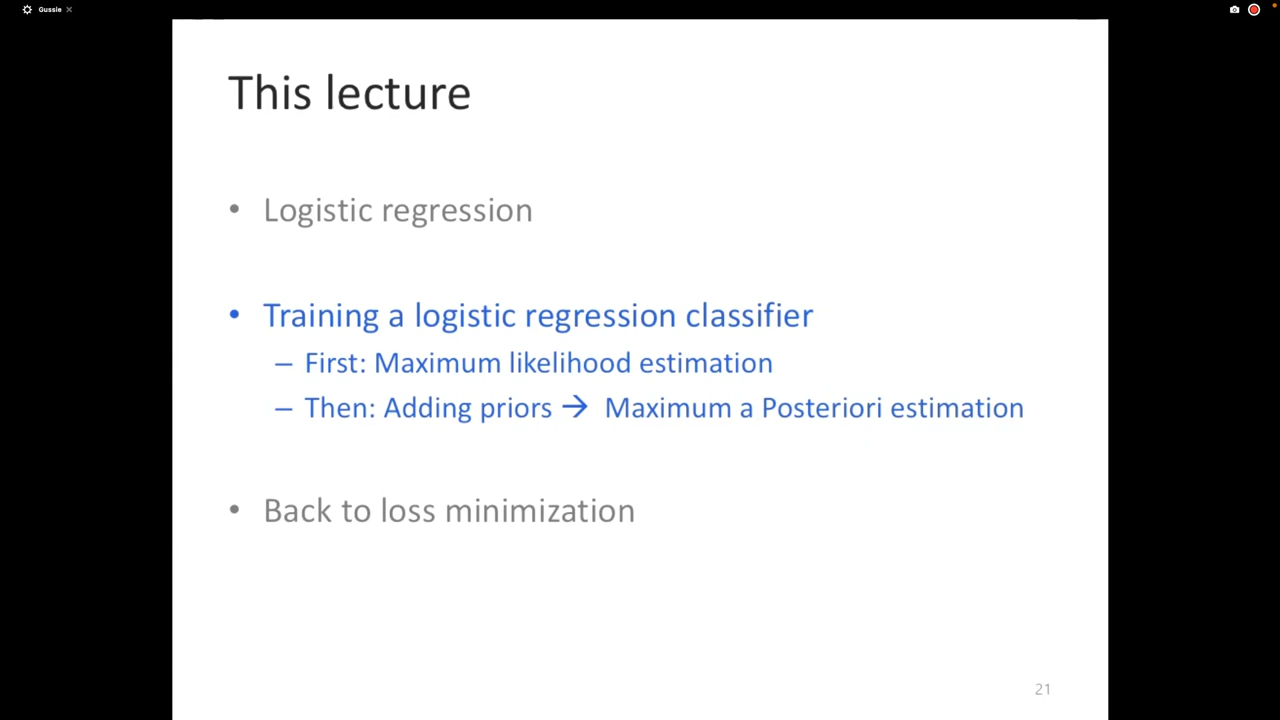 Gussie
This lecture
• Logistic regression
• Training a logistic regression classifier
– First: Maximum likelihood estimation
– Then: Adding priors → Maximum a Posteriori estimation
• Back to loss minimization
21